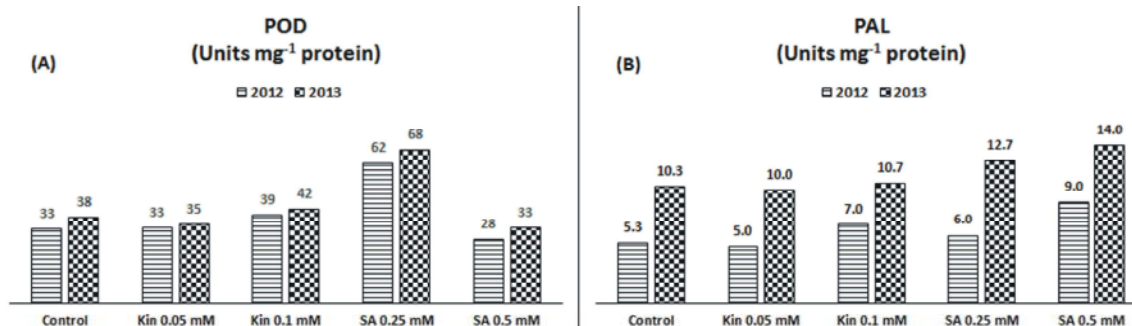 POD
(Units mg⁻¹ protein)
(A)
2012 2013
33 38 33 35 39 42 62 68 28 33
Control Kin 0.05 mM Kin 0.1 mM SA 0.25 mM SA 0.5 mM
PAL
(Units mg⁻¹ protein)
(B)
2012 2013
5.3 10.3 5.0 10.0 7.0 10.7 6.0 12.7 9.0 14.0
Control Kin 0.05 mM Kin 0.1 mM SA 0.25 mM SA 0.5 mM